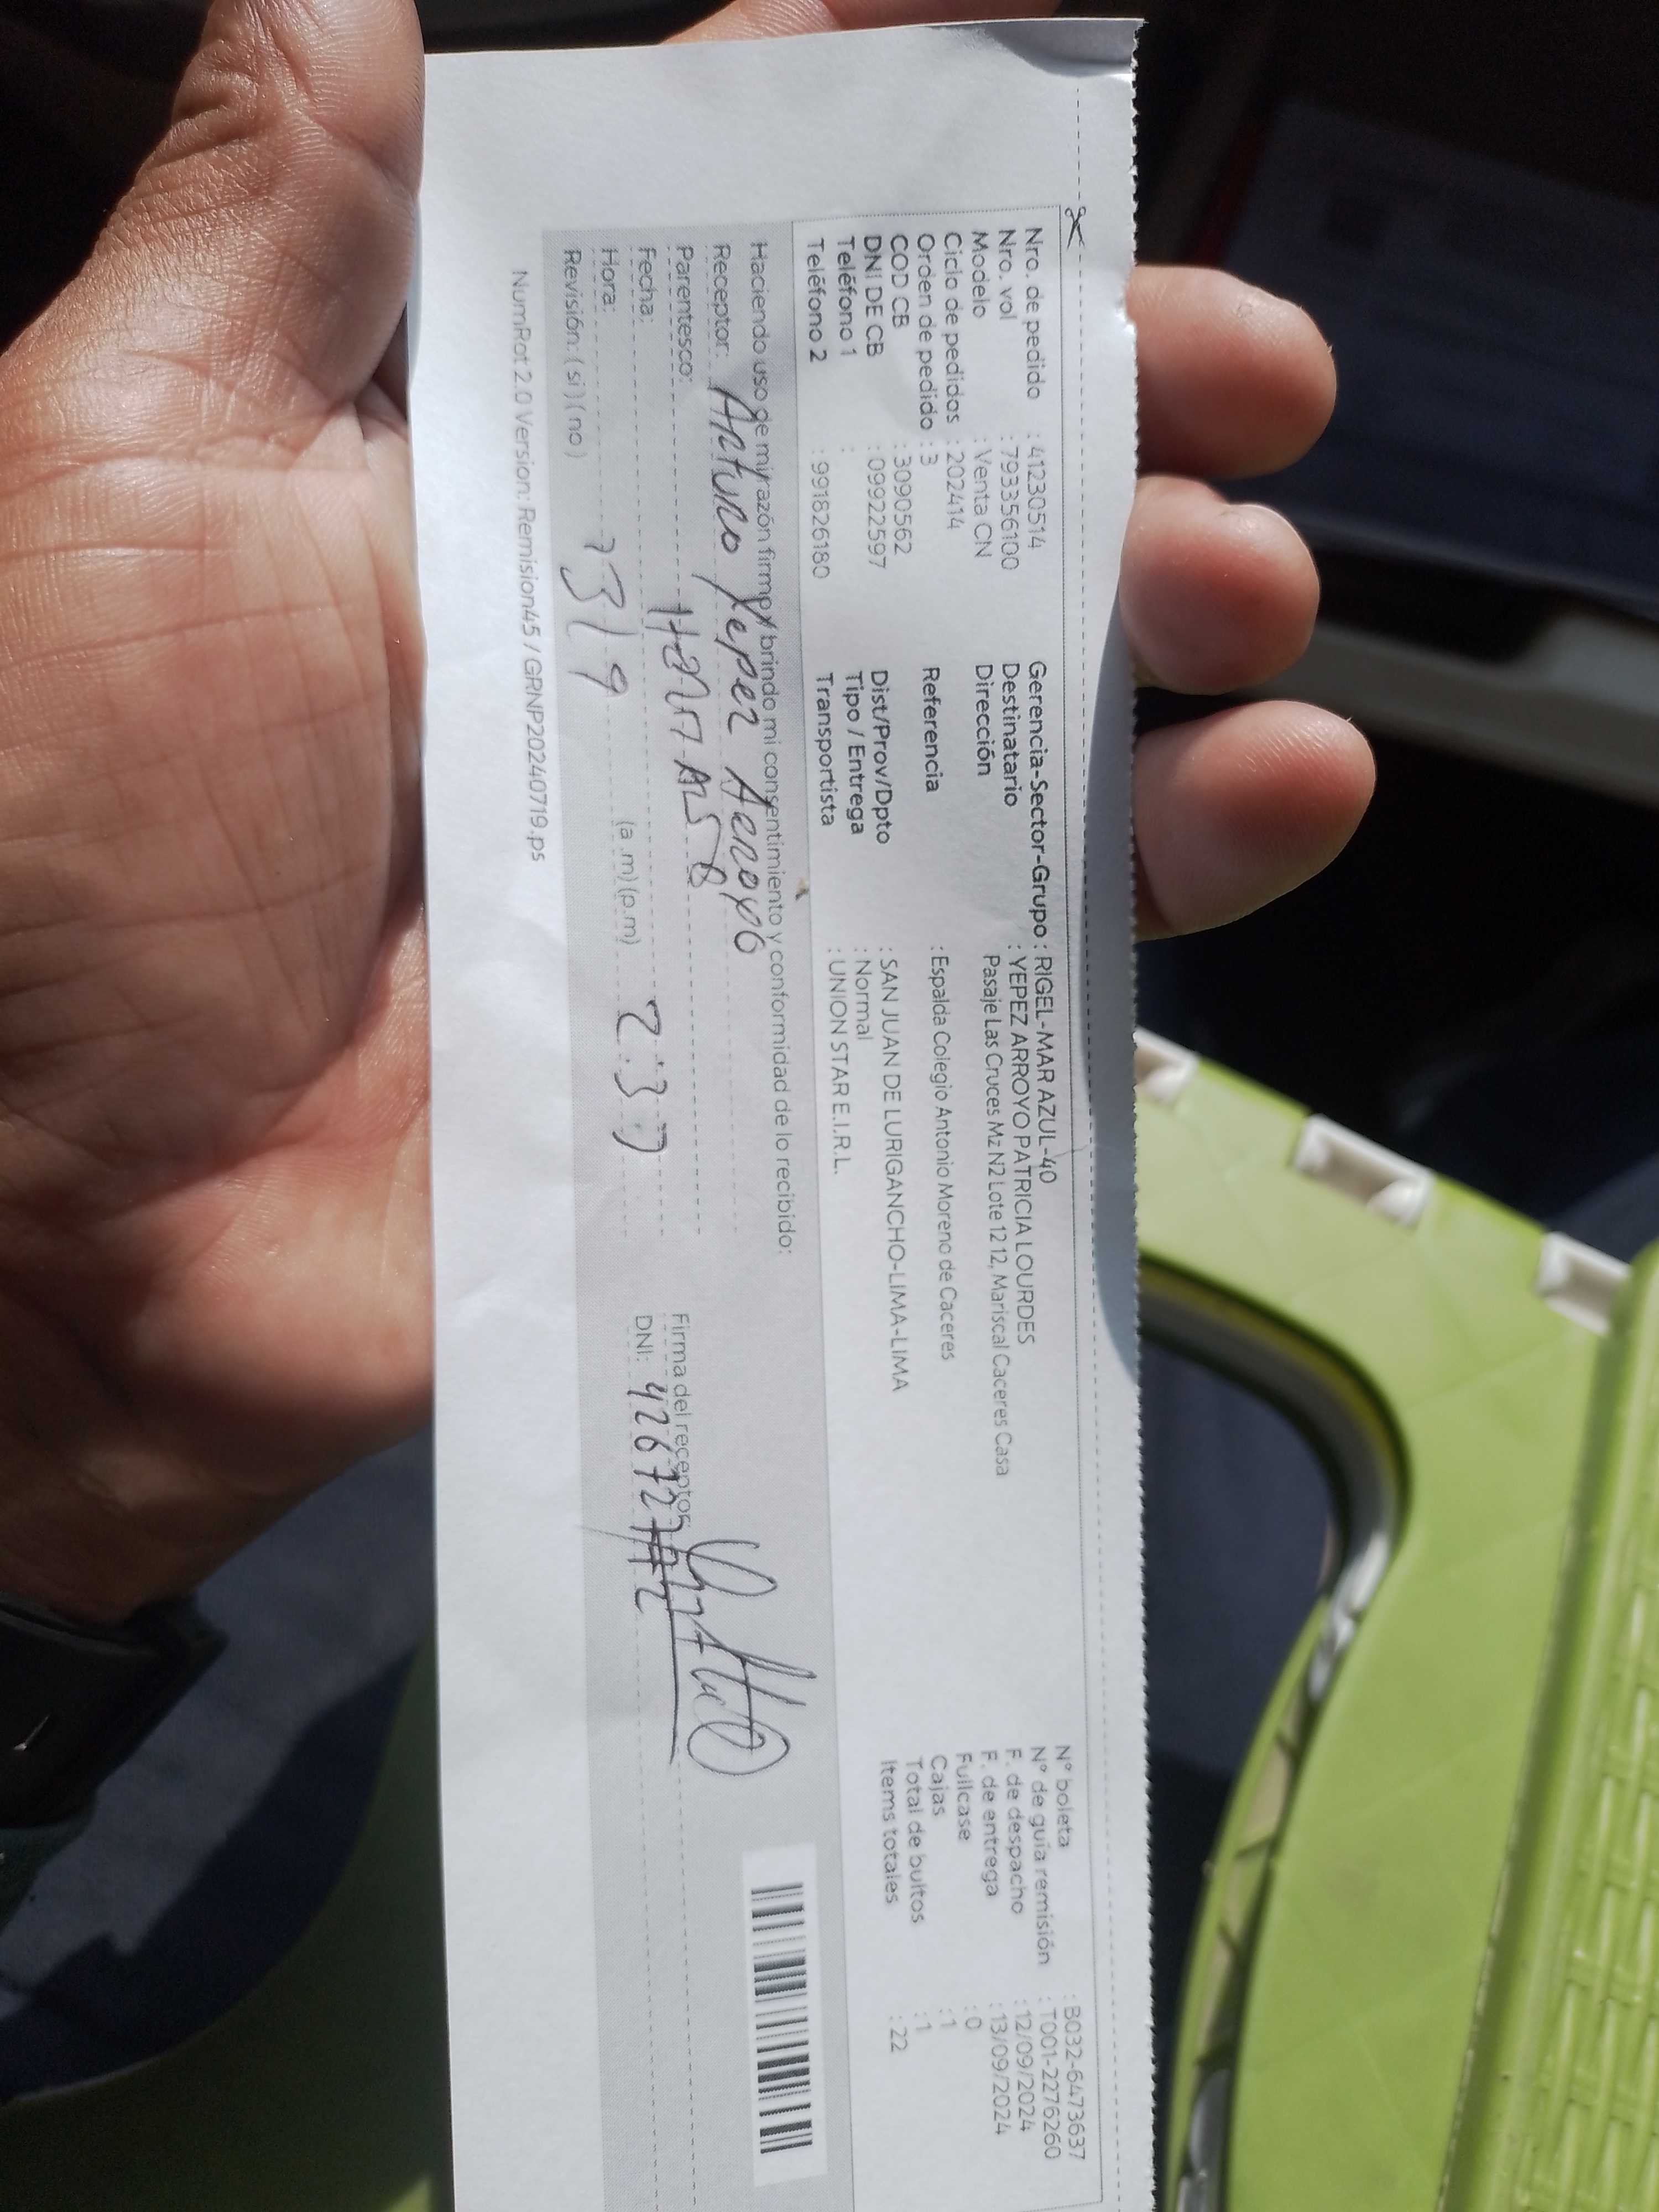 Nro. de pedido : 41230514
Nro. vol : 793356100
Modelo : Venta CN
Ciclo de pedidos : 202414
Orden de pedido : 3
COD CB : 3090562
DNI DE CB : 09922597
Teléfono 1 :
Teléfono 2 : 991826180
Gerencia-Sector-Grupo : RIGEL-MAR AZUL-40
Destinatario : YEPEZ ARROYO PATRICIA LOURDES
Dirección Pasaje Las Cruces Mz N2 Lote 12 12, Mariscal Caceres Casa
Referencia : Espalda Colegio Antonio Moreno de Caceres
Dist/Prov/Dpto : SAN JUAN DE LURIGANCHO-LIMA-LIMA
Tipo / Entrega : Normal
Transportista : UNION STAR E.I.R.L.
N° boleta : B032-6473637
N° de guía remisión : T001-2276260
F. de despacho : 12/09/2024
F. de entrega : 13/09/2024
Fullcase : 0
Cajas : 1
Total de bultos : 1
Items totales : 22
Haciendo uso de mi razón firmo y brindo mi consentimiento y conformidad de lo recibido:
Receptor: Arturo Yepez Arroyo
Parentesco:
Fecha:
Hora: (a.m) (p.m) 2:37
Revisión: (si) (no)
Firma del receptor:
DNI:
NumRot 2.0 Version: Remision45 / GRNP20240719.ps